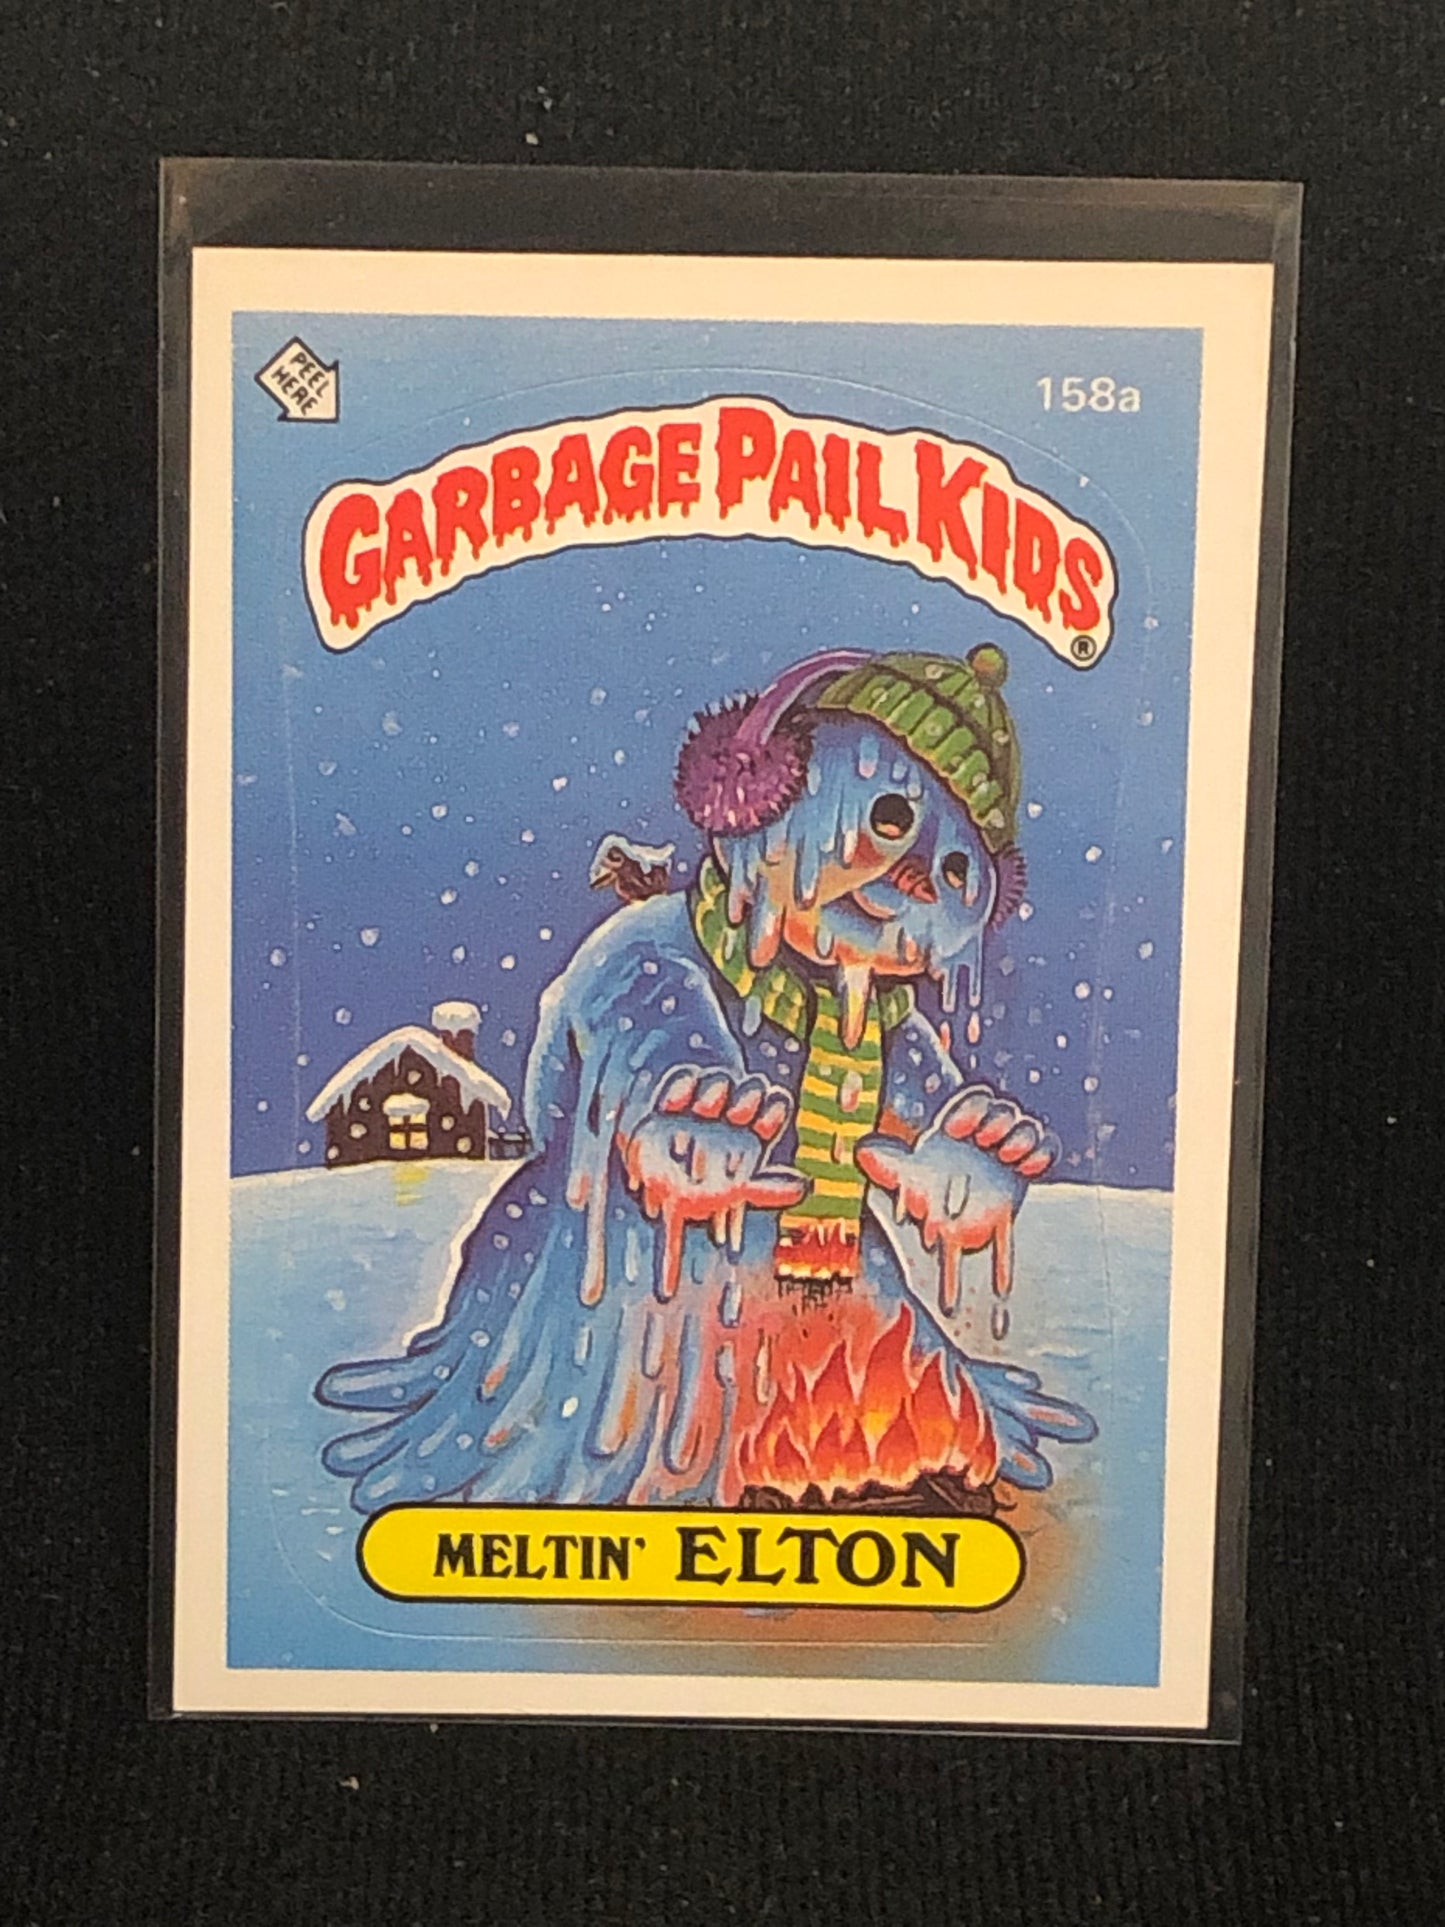 PEEL
HERE
158a
GARBAGE PAIL KIDS
®
MELTIN' ELTON